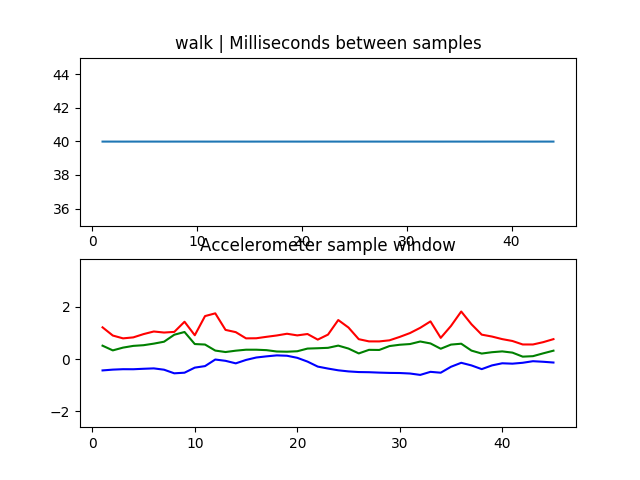 walk | Milliseconds between samples
44
42
40
38
36
0 10 20 30 40
Accelerometer sample window
2
0
−2
0 10 20 30 40